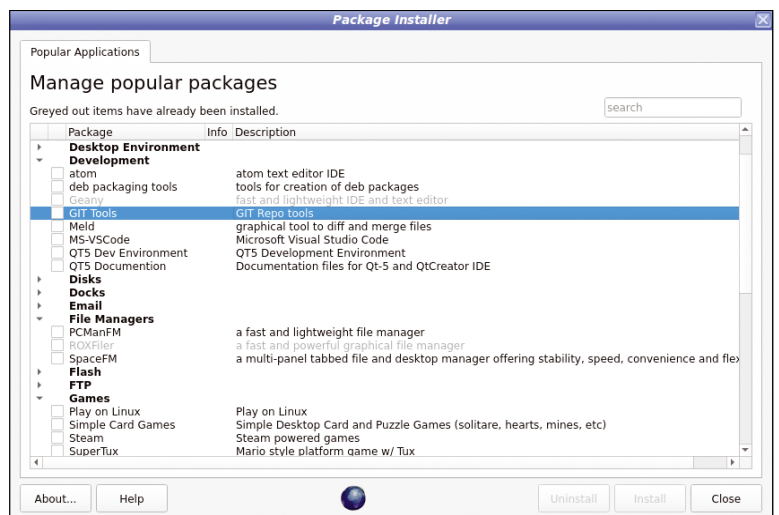 Package Installer
Popular Applications
Manage popular packages
Greyed out items have already been installed.
search
Package Info Description
Desktop Environment
Development
atom atom text editor IDE
deb packaging tools tools for creation of deb packages
Geany fast and lightweight IDE and text editor
GIT Tools GIT Repo tools
Meld graphical tool to diff and merge files
MS-VSCode Microsoft Visual Studio Code
QT5 Dev Environment QT5 Development Environment
QT5 Documention Documentation files for Qt-5 and QtCreator IDE
Disks
Docks
Email
File Managers
PCManFM a fast and lightweight file manager
ROXFiler a fast and powerful graphical file manager
SpaceFM a multi-panel tabbed file and desktop manager offering stability, speed, convenience and flex
Flash
FTP
Games
Play on Linux Play on Linux
Simple Card Games Simple Desktop Card and Puzzle Games (solitare, hearts, mines, etc)
Steam Steam powered games
SuperTux Mario style platform game w/ Tux
About... Help Uninstall Install Close